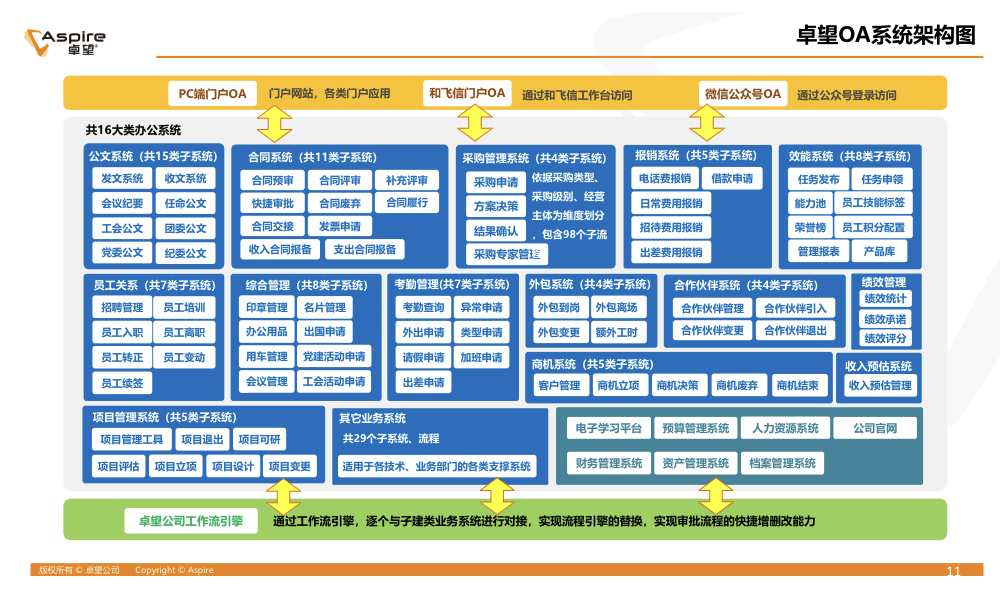 Aspire
卓望
卓望OA系统架构图
PC端门户OA
门户网站，各类门户应用
和飞信门户OA
通过和飞信工作台访问
微信公众号OA
通过公众号登录访问
共16大类办公系统
公文系统（共15类子系统）
发文系统
收文系统
会议纪要
任命公文
工会公文
团委公文
党委公文
纪委公文
合同系统（共11类子系统）
合同预审
合同评审
补充评审
快捷审批
合同废弃
合同履行
合同交接
发票申请
收入合同报备
支出合同报备
采购管理系统（共4类子系统）
采购申请
方案决策
结果确认
采购专家管理
依据采购类型、
采购级别、经营
主体为维度划分
，包含98个子流
报销系统（共5类子系统）
电话费报销
借款申请
日常费用报销
招待费用报销
出差费用报销
效能系统（共8类子系统）
任务发布
任务申领
能力池
员工技能标签
荣誉榜
员工积分配置
管理报表
产品库
员工关系（共7类子系统）
招聘管理
员工培训
员工入职
员工离职
员工转正
员工变动
员工续签
综合管理（共8类子系统）
印章管理
名片管理
办公用品
出国申请
用车管理
党建活动申请
会议管理
工会活动申请
考勤管理(共7类子系统）
考勤查询
异常申请
外出申请
类型申请
请假申请
加班申请
出差申请
外包系统（共4类子系统）
外包到岗
外包离场
外包变更
额外工时
合作伙伴系统（共4类子系统）
合作伙伴管理
合作伙伴引入
合作伙伴变更
合作伙伴退出
绩效管理
绩效统计
绩效承诺
绩效评分
商机系统（共5类子系统）
客户管理
商机立项
商机决策
商机废弃
商机结束
收入预估系统
收入预估管理
项目管理系统（共5类子系统）
项目管理工具
项目退出
项目可研
项目评估
项目立项
项目设计
项目变更
其它业务系统
共29个子系统、流程
适用于各技术、业务部门的各类支撑系统
电子学习平台
预算管理系统
人力资源系统
公司官网
财务管理系统
资产管理系统
档案管理系统
卓望公司工作流引擎
通过工作流引擎，逐个与子建类业务系统进行对接，实现流程引擎的替换，实现审批流程的快捷增删改能力
版权所有 © 卓望公司 Copyright © Aspire
11